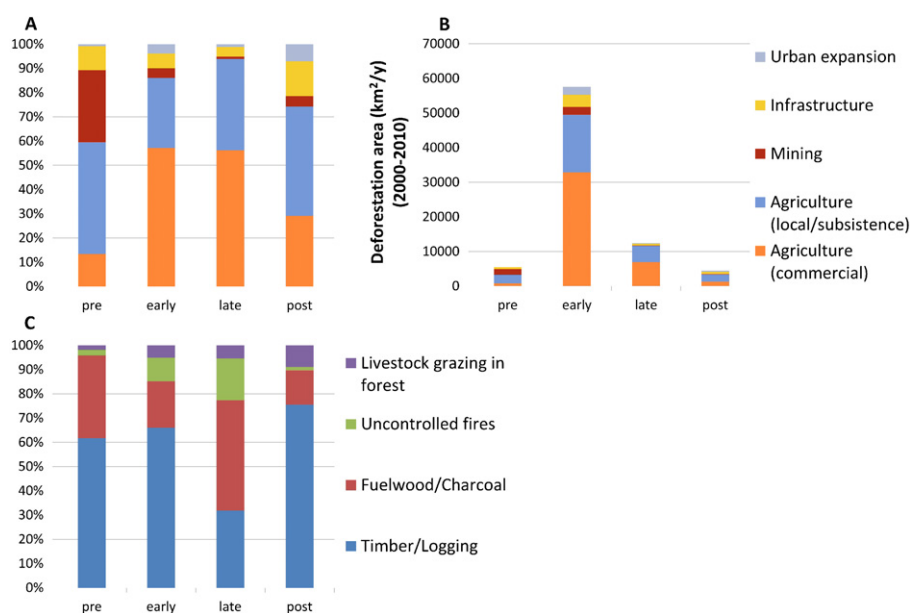 A
100%
90%
80%
70%
60%
50%
40%
30%
20%
10%
0%
pre early late post
B
Deforestation area (km²/y)
(2000-2010)
70000
60000
50000
40000
30000
20000
10000
0
pre early late post
Urban expansion
Infrastructure
Mining
Agriculture
(local/subsistence)
Agriculture
(commercial)
C
100%
90%
80%
70%
60%
50%
40%
30%
20%
10%
0%
pre early late post
Livestock grazing in
forest
Uncontrolled fires
Fuelwood/Charcoal
Timber/Logging